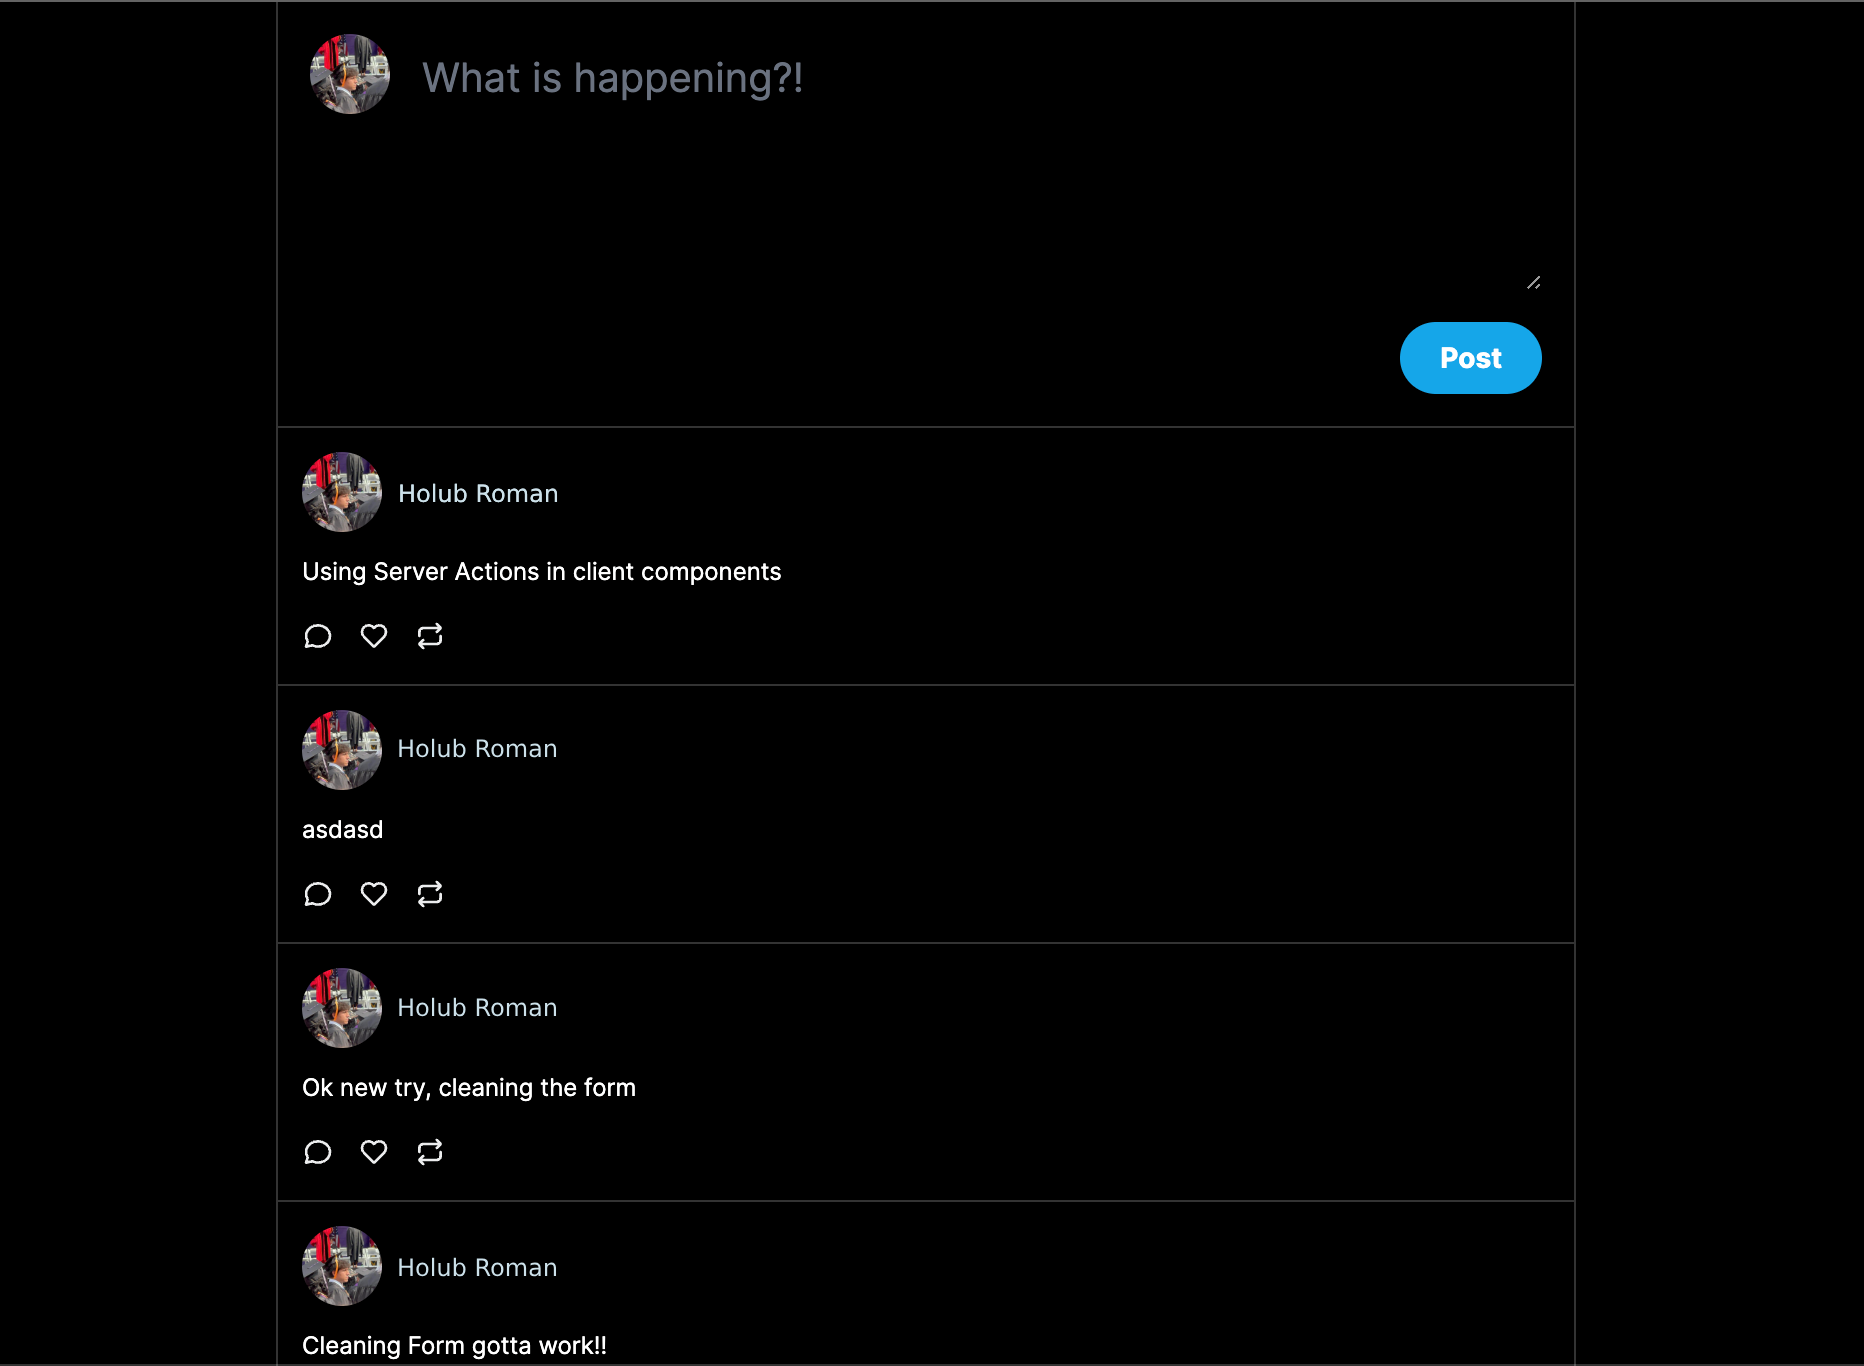 What is happening?!
Post
Holub Roman
Using Server Actions in client components
Holub Roman
asdasd
Holub Roman
Ok new try, cleaning the form
Holub Roman
Cleaning Form gotta work!!